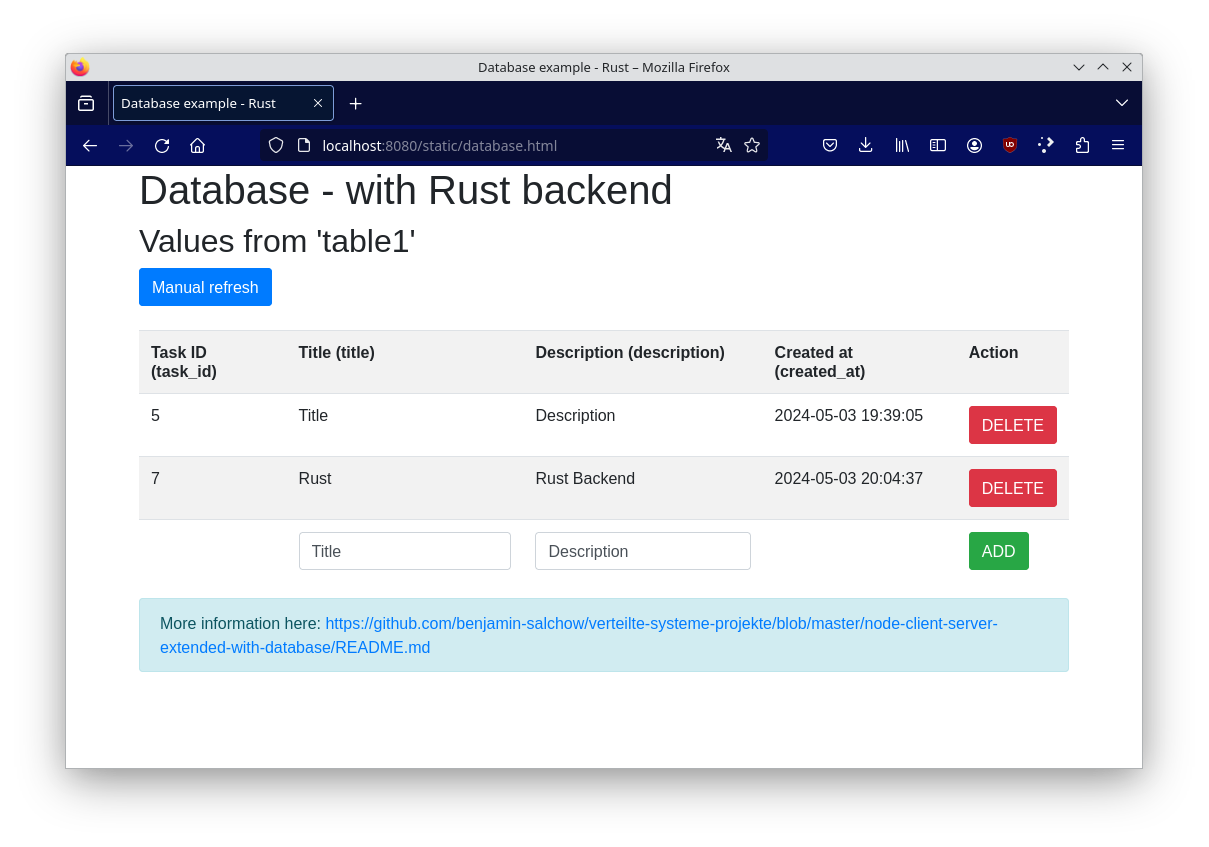 Database example - Rust – Mozilla Firefox
Database example - Rust
localhost:8080/static/database.html
Database - with Rust backend
Values from 'table1'
Manual refresh
Task ID (task_id) Title (title) Description (description) Created at (created_at) Action
5 Title Description 2024-05-03 19:39:05 DELETE
7 Rust Rust Backend 2024-05-03 20:04:37 DELETE
Title Description ADD
More information here: https://github.com/benjamin-salchow/verteilte-systeme-projekte/blob/master/node-client-server-
extended-with-database/README.md